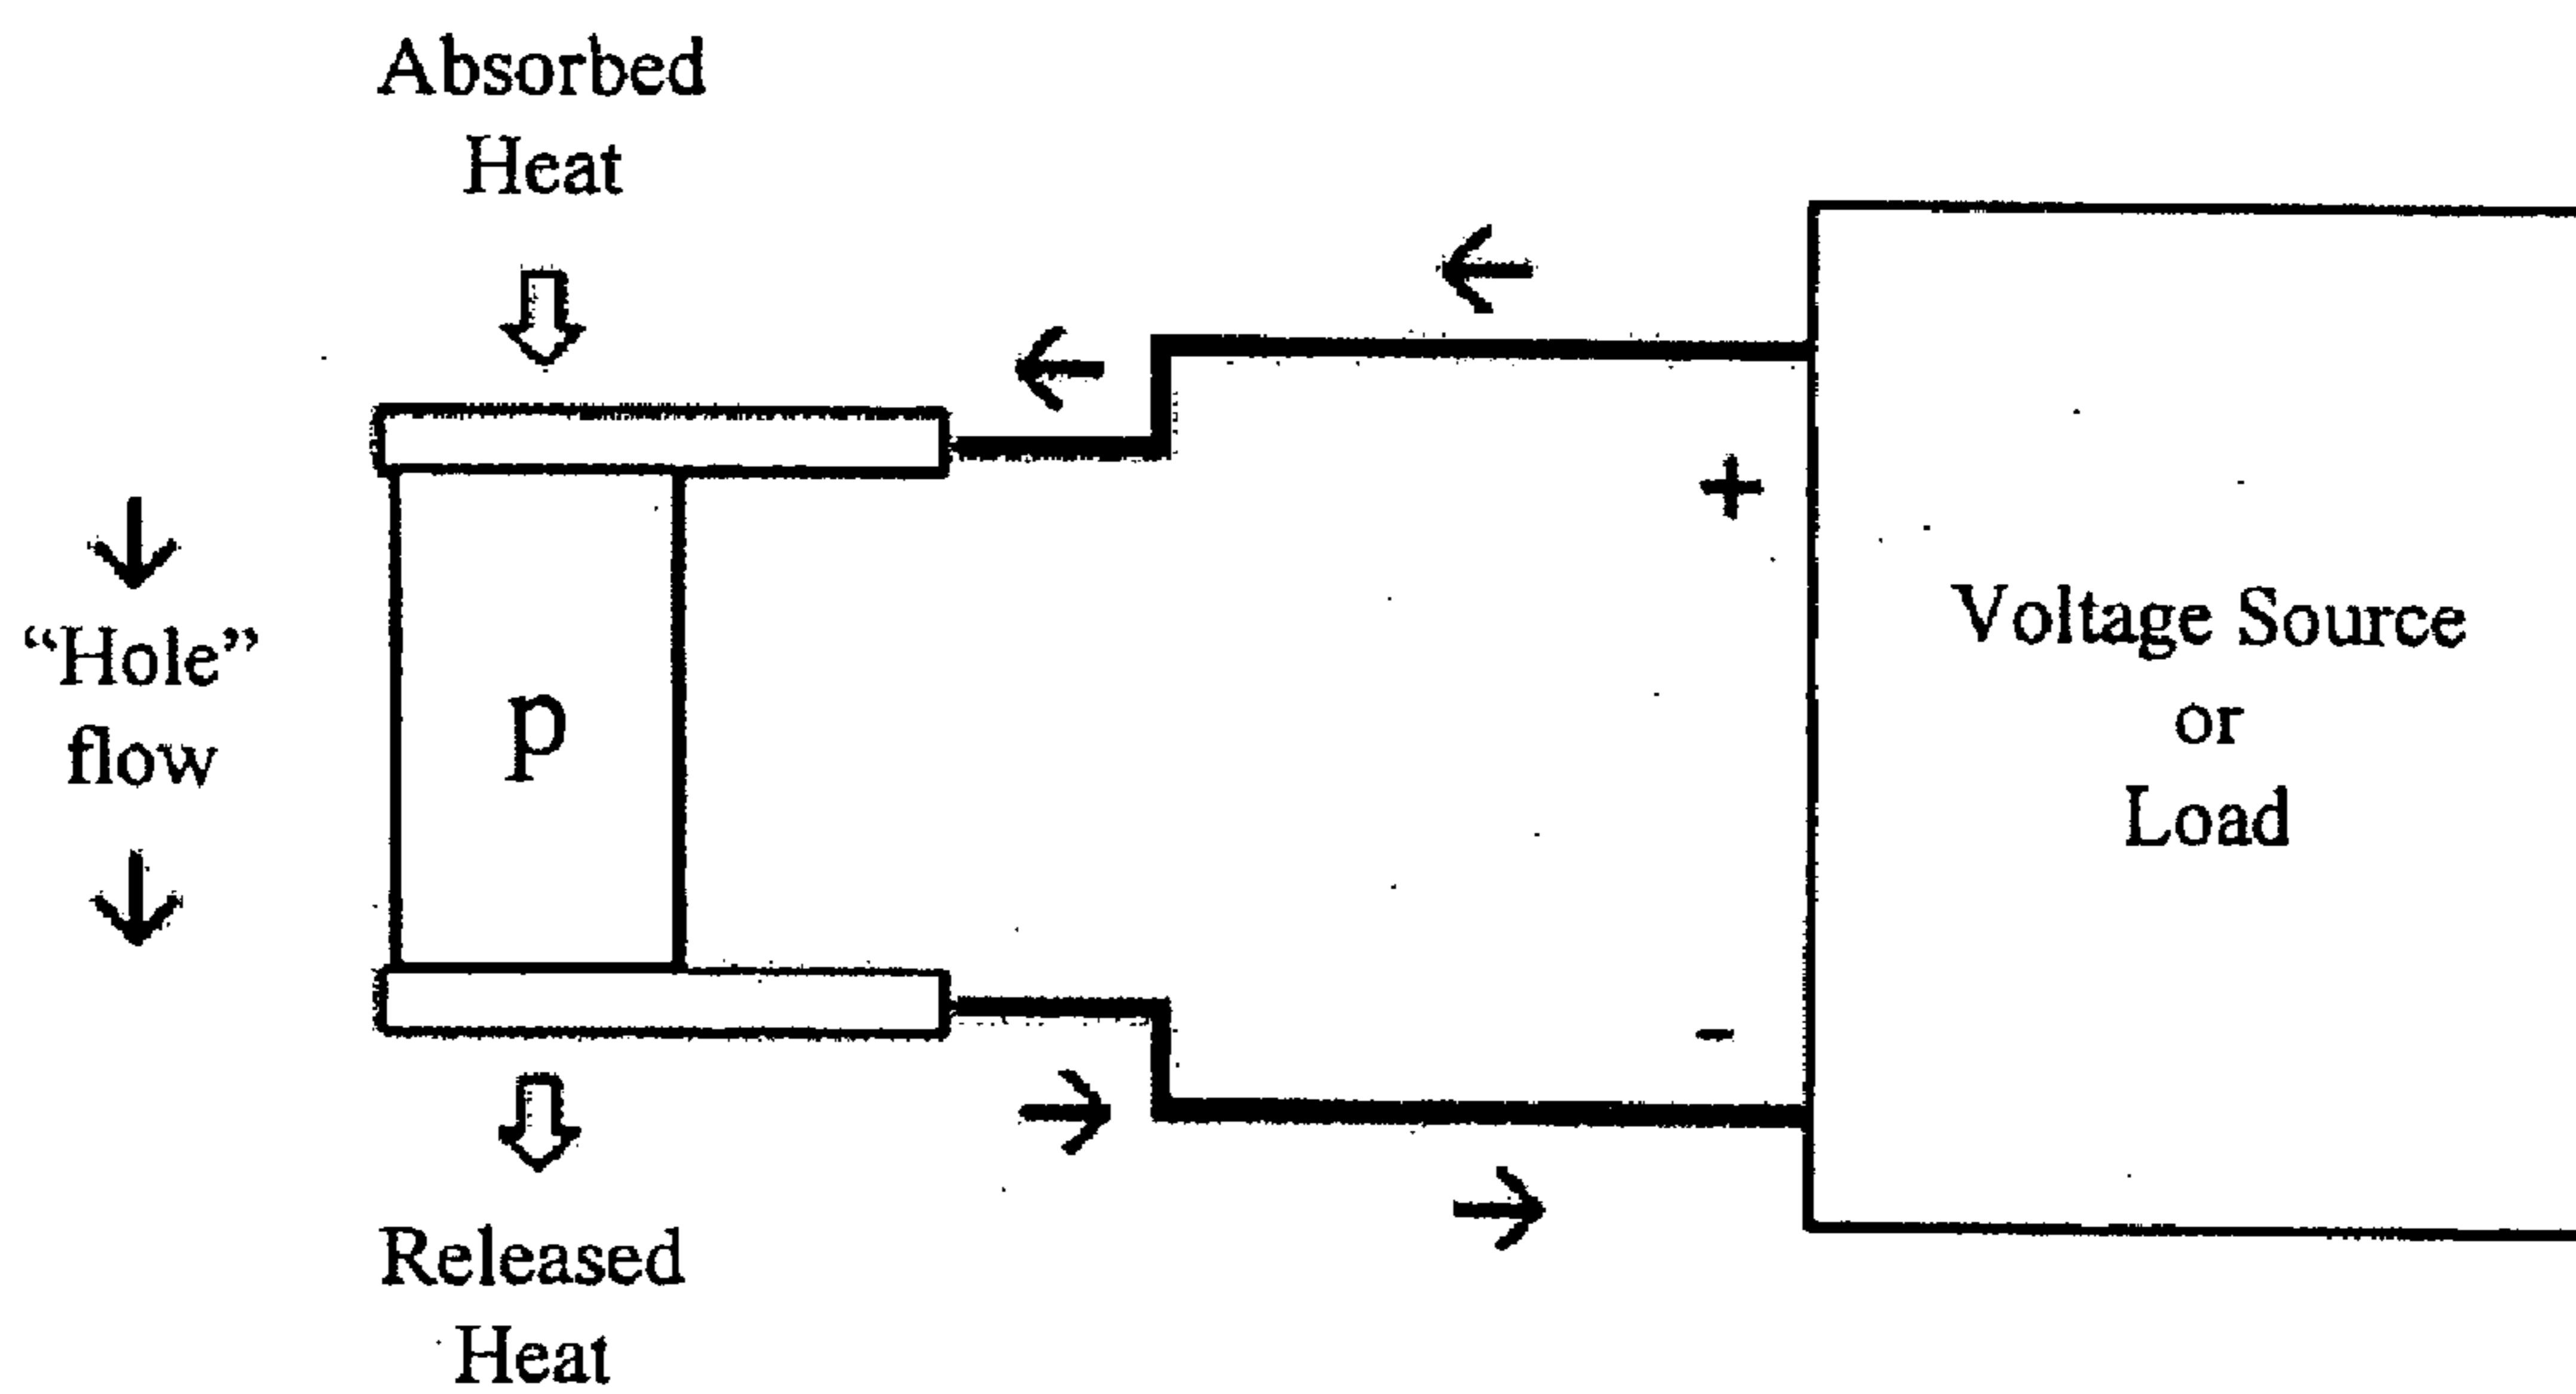 Absorbed
Heat
“Hole”
flow
p
+
-
Voltage Source
or
Load
Released
Heat